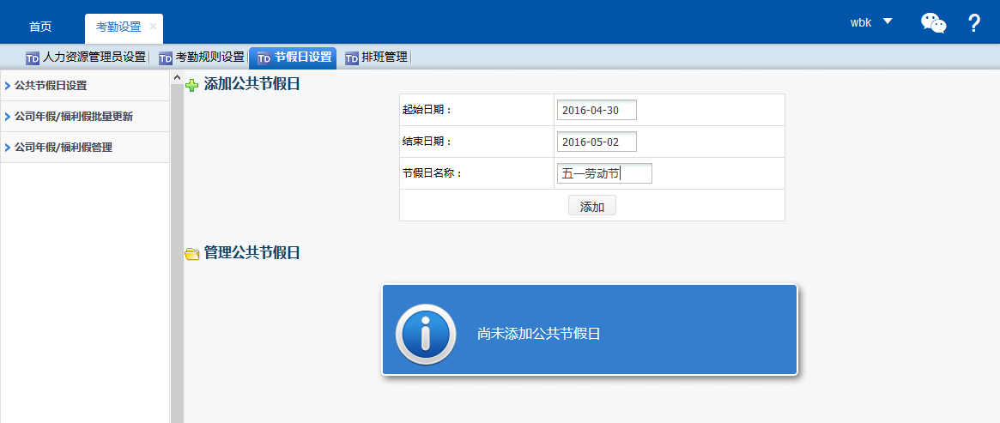 首页
考勤设置
wbk
?
TD 人力资源管理员设置
TD 考勤规则设置
TD 节假日设置
TD 排班管理
公共节假日设置
公司年假/福利假批量更新
公司年假/福利假管理
添加公共节假日
起始日期： 2016-04-30
结束日期： 2016-05-02
节假日名称： 五一劳动节
添加
管理公共节假日
尚未添加公共节假日